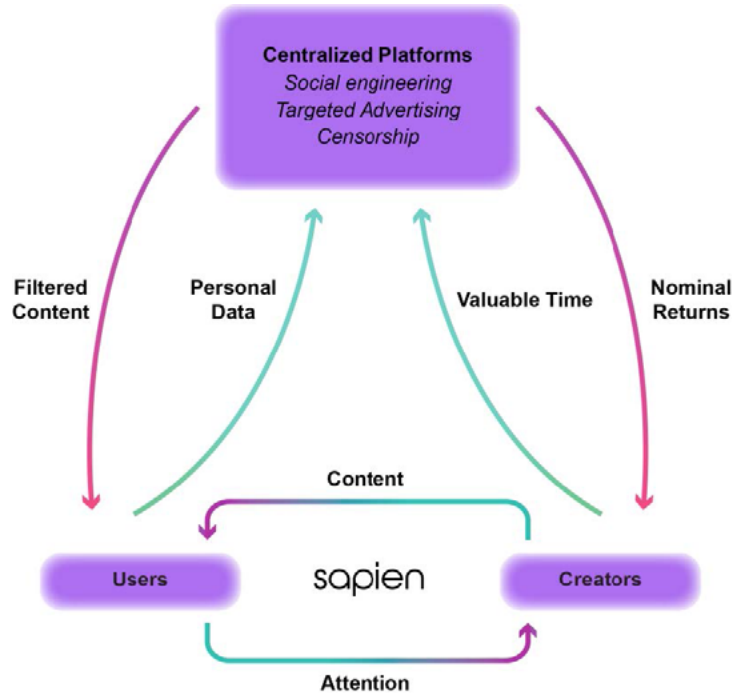 Centralized Platforms
Social engineering
Targeted Advertising
Censorship
Filtered
Content
Personal
Data
Valuable Time
Nominal
Returns
Content
Users
sapien
Creators
Attention